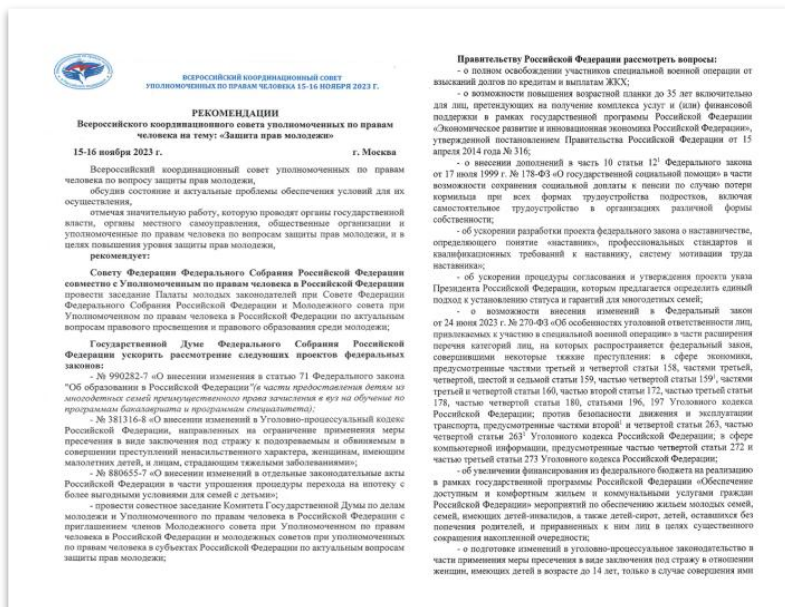 ВСЕРОССИЙСКИЙ КООРДИНАЦИОННЫЙ СОВЕТ
УПОЛНОМОЧЕННЫХ ПО ПРАВАМ ЧЕЛОВЕКА 15-16 НОЯБРЯ 2023 Г.
РЕКОМЕНДАЦИИ
Всероссийского координационного совета уполномоченных по правам
человека на тему: «Защита прав молодежи»
15-16 ноября 2023 г. г. Москва
Всероссийский координационный совет уполномоченных по правам
человека по вопросу защиты прав молодежи,
обсудив состояние и актуальные проблемы обеспечения условий для их
осуществления,
отмечая значительную работу, которую проводят органы государственной
власти, органы местного самоуправления, общественные организации и
уполномоченные по правам человека по вопросам защиты прав молодежи, и в
целях повышения уровня защиты прав молодежи,
рекомендует:
Совету Федерации Федерального Собрания Российской Федерации
совместно с Уполномоченным по правам человека в Российской Федерации
провести заседание Палаты молодых законодателей при Совете Федерации
Федерального Собрания Российской Федерации и Молодежного совета при
Уполномоченном по правам человека в Российской Федерации по актуальным
вопросам правового просвещения и правового образования среди молодежи;
Государственной Думе Федерального Собрания Российской
Федерации ускорить рассмотрение следующих проектов федеральных
законов:
- № 990282-7 «О внесении изменения в статью 71 Федерального закона
"Об образовании в Российской Федерации"(в части предоставления детям из
многодетных семей преимущественного права зачисления в вуз на обучение по
программам бакалавриата и программам специалитета);
- № 381316-8 «О внесении изменений в Уголовно-процессуальный кодекс
Российской Федерации, направленных на ограничение применения меры
пресечения в виде заключения под стражу к подозреваемым и обвиняемым в
совершении преступлений ненасильственного характера, женщинам, имеющим
малолетних детей, и лицам, страдающим тяжелыми заболеваниями»;
- № 880655-7 «О внесении изменений в отдельные законодательные акты
Российской Федерации в части упрощения процедуры перехода на ипотеку с
более выгодными условиями для семей с детьми»;
- провести совместное заседание Комитета Государственной Думы по делам
молодежи и Уполномоченного по правам человека в Российской Федерации с
приглашением членов Молодежного совета при Уполномоченном по правам
человека в Российской Федерации и молодежных советов при уполномоченных
по правам человека в субъектах Российской Федерации по актуальным вопросам
защиты прав молодежи;
Правительству Российской Федерации рассмотреть вопросы:
- о полном освобождении участников специальной военной операции от
взысканий долгов по кредитам и выплатам ЖКХ;
- о возможности повышения возрастной планки до 35 лет включительно
для лиц, претендующих на получение комплекса услуг и (или) финансовой
поддержки в рамках государственной программы Российской Федерации
«Экономическое развитие и инновационная экономика Российской Федерации»,
утвержденной постановлением Правительства Российской Федерации от 15
апреля 2014 года № 316;
- о внесении дополнений в часть 10 статьи 12¹ Федерального закона
от 17 июля 1999 г. № 178-ФЗ «О государственной социальной помощи» в части
возможности сохранения социальной доплаты к пенсии по случаю потери
кормильца при всех формах трудоустройства подростков, включая
самостоятельное трудоустройство в организациях различной формы
собственности;
- об ускорении разработки проекта федерального закона о наставничестве,
определяющего понятие «наставник», профессиональных стандартов и
квалификационных требований к наставнику, систему мотивации труда
наставника»;
- об ускорении процедуры согласования и утверждения проекта указа
Президента Российской Федерации, которым предлагается определить единый
подход к установлению статуса и гарантий для многодетных семей;
- о возможности внесения изменений в Федеральный закон
от 24 июня 2023 г. № 270-ФЗ «Об особенностях уголовной ответственности лиц,
привлекаемых к участию в специальной военной операции» в части расширения
перечня категорий лиц, на которых распространяется федеральный закон,
совершившими некоторые тяжкие преступления: в сфере экономики,
предусмотренные частями третьей и четвертой статьи 158, частями третьей,
четвертой, шестой и седьмой статьи 159, частью четвертой статьи 159¹, частями
третьей и четвертой статьи 160, частью второй статьи 172, частью третьей статьи
178, частью четвертой статьи 180, статьями 196, 197 Уголовного кодекса
Российской Федерации; против безопасности движения и эксплуатации
транспорта, предусмотренные частями второй¹ и четвертой статьи 263, частью
четвертой статьи 263¹ Уголовного кодекса Российской Федерации; в сфере
компьютерной информации, предусмотренные частью четвертой статьи 272 и
частью третьей статьи 273 Уголовного кодекса Российской Федерации;
- об увеличении финансирования из федерального бюджета на реализацию
в рамках государственной программы Российской Федерации «Обеспечение
доступным и комфортным жильем и коммунальными услугами граждан
Российской Федерации» мероприятий по обеспечению жильем молодых семей,
семей, имеющих детей-инвалидов, а также детей-сирот, детей, оставшихся без
попечения родителей, и приравненных к ним лиц в целях существенного
сокращения накопленной очередности;
- о подготовке изменений в уголовно-процессуальное законодательство в
части применения меры пресечения в виде заключения под стражу в отношении
женщин, имеющих детей в возрасте до 14 лет, только в случае совершения ими